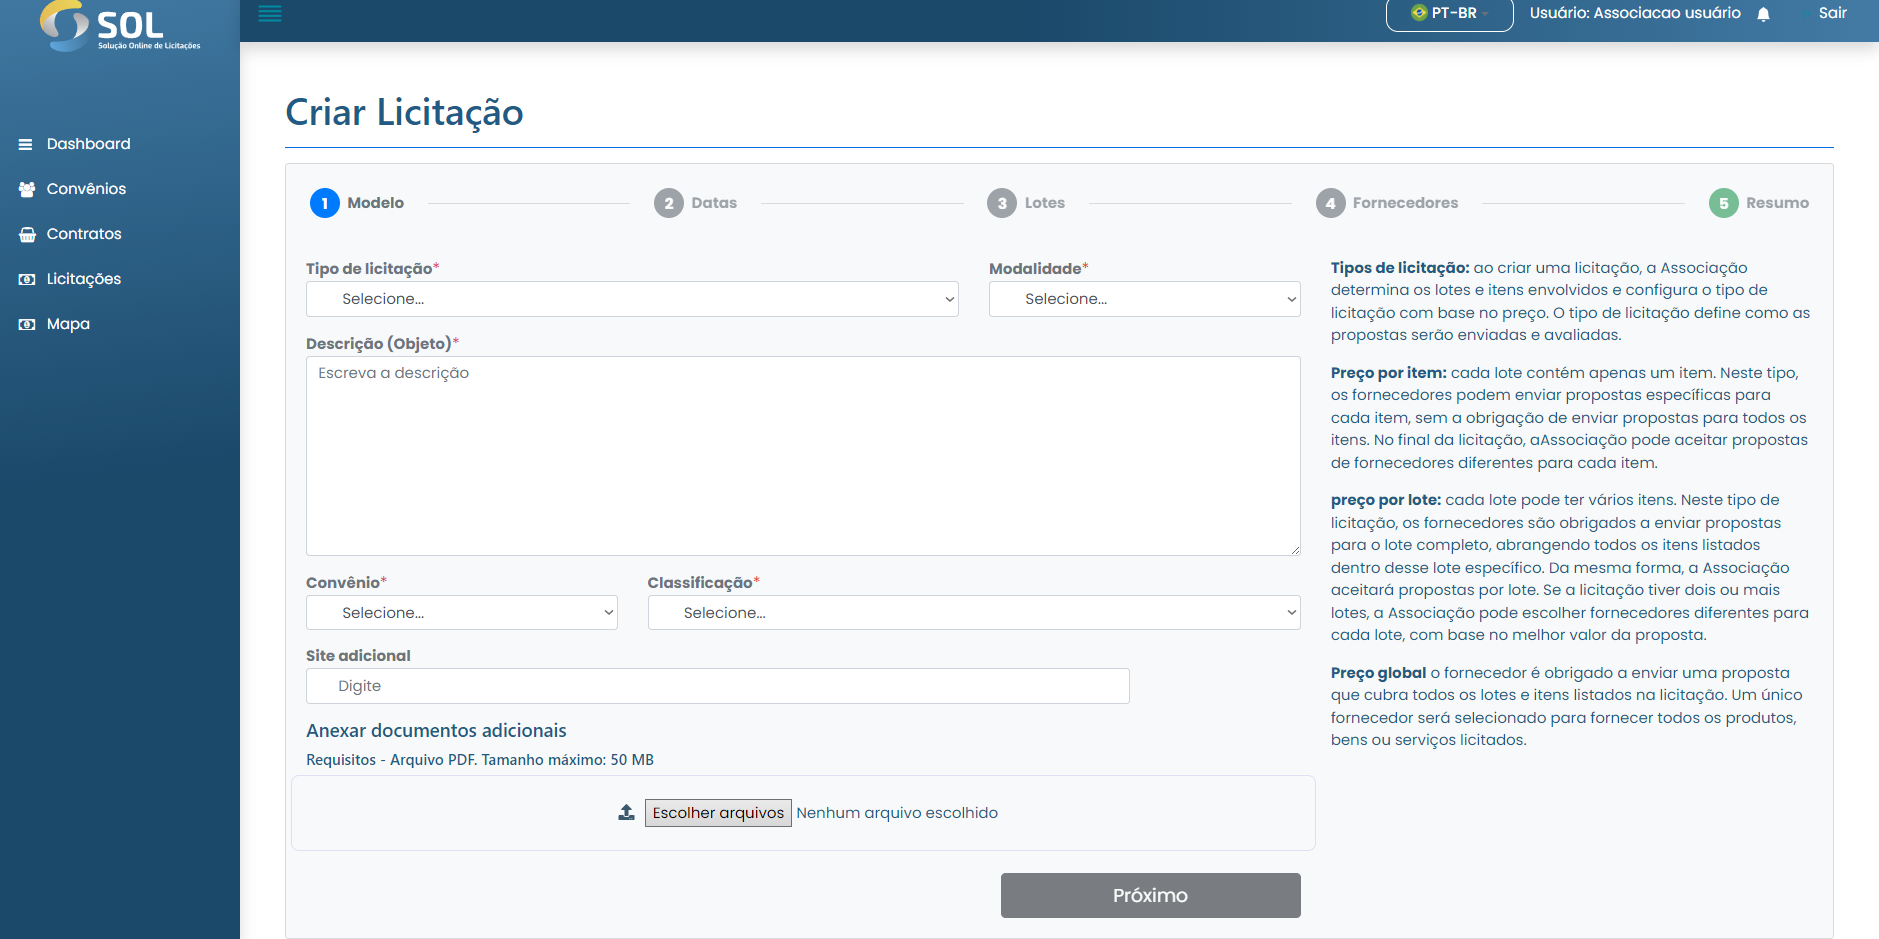 SOL
Solução Online de Licitações
PT-BR
Usuário: Associacao usuário
Sair
Dashboard
Convênios
Contratos
Licitações
Mapa
Criar Licitação
1 Modelo
2 Datas
3 Lotes
4 Fornecedores
5 Resumo
Tipo de licitação*
Selecione...
Modalidade*
Selecione...
Descrição (Objeto)*
Escreva a descrição
Convênio*
Selecione...
Classificação*
Selecione...
Site adicional
Digite
Anexar documentos adicionais
Requisitos - Arquivo PDF. Tamanho máximo: 50 MB
Escolher arquivos Nenhum arquivo escolhido
Próximo
Tipos de licitação: ao criar uma licitação, a Associação
determina os lotes e itens envolvidos e configura o tipo de
licitação com base no preço. O tipo de licitação define como as
propostas serão enviadas e avaliadas.
Preço por item: cada lote contém apenas um item. Neste tipo,
os fornecedores podem enviar propostas específicas para
cada item, sem a obrigação de enviar propostas para todos os
itens. No final da licitação, aAssociação pode aceitar propostas
de fornecedores diferentes para cada item.
preço por lote: cada lote pode ter vários itens. Neste tipo de
licitação, os fornecedores são obrigados a enviar propostas
para o lote completo, abrangendo todos os itens listados
dentro desse lote específico. Da mesma forma, a Associação
aceitará propostas por lote. Se a licitação tiver dois ou mais
lotes, a Associação pode escolher fornecedores diferentes para
cada lote, com base no melhor valor da proposta.
Preço global o fornecedor é obrigado a enviar uma proposta
que cubra todos os lotes e itens listados na licitação. Um único
fornecedor será selecionado para fornecer todos os produtos,
bens ou serviços licitados.